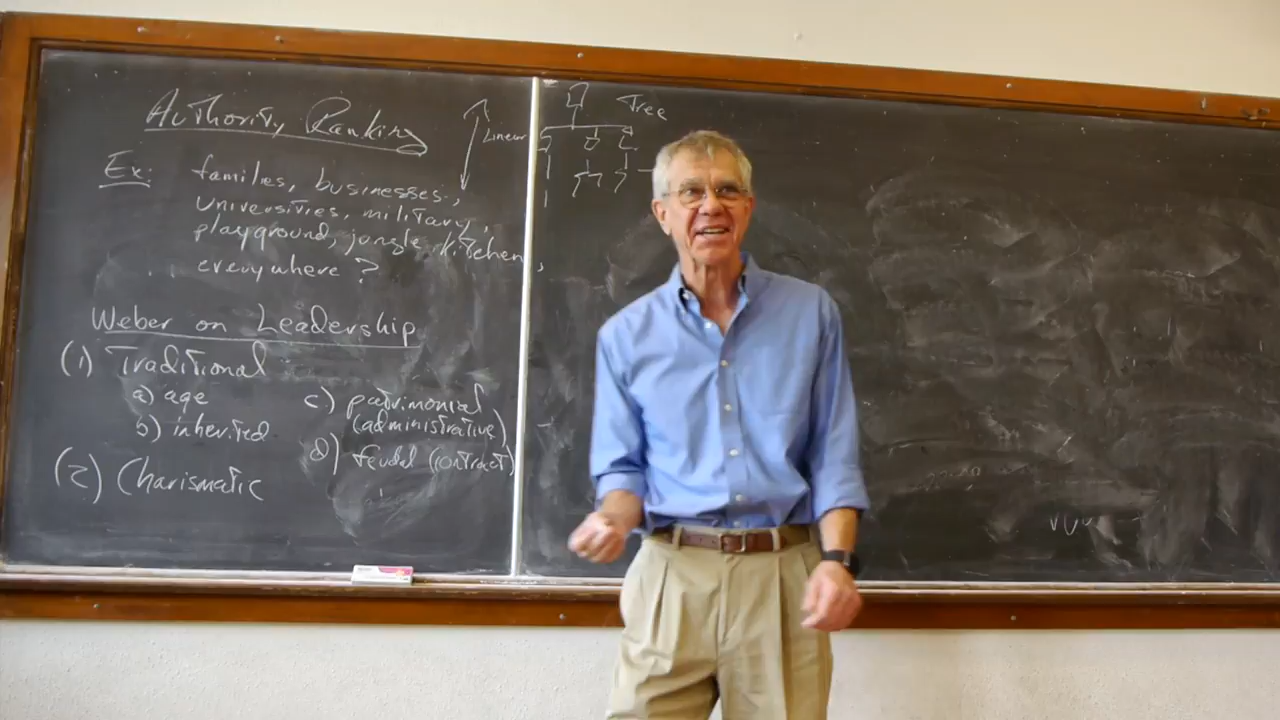 Authority Ranking
Linear
Tree
Ex: families, businesses,
universities, military,
playground, jungle, kitchen,
everywhere?
Weber on Leadership
(1) Traditional
a) age
b) inherited
c) patrimonial
(administrative)
d) feudal (contract)
(2) Charismatic